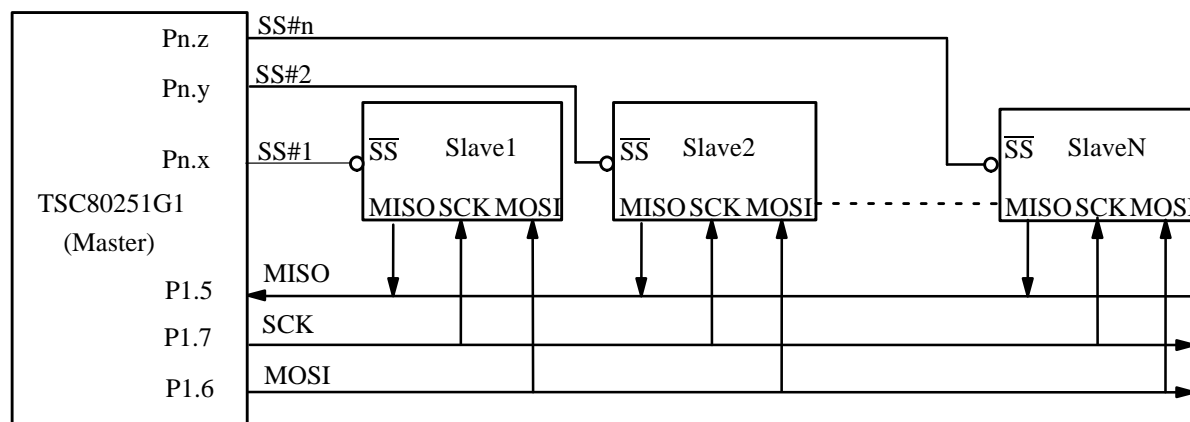 SS#n
Pn.z
SS#2
Pn.y
SS#1
Pn.x
SS Slave1
SS Slave2
SS SlaveN
TSC80251G1
(Master)
MISO SCK MOSI
MISO SCK MOSI
MISO SCK MOSI
MISO
P1.5
SCK
P1.7
MOSI
P1.6